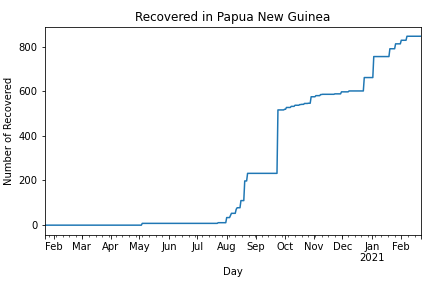 Recovered in Papua New Guinea
Number of Recovered
800
600
400
200
0
Feb Mar Apr May Jun Jul Aug Sep Oct Nov Dec Jan Feb
2021
Day